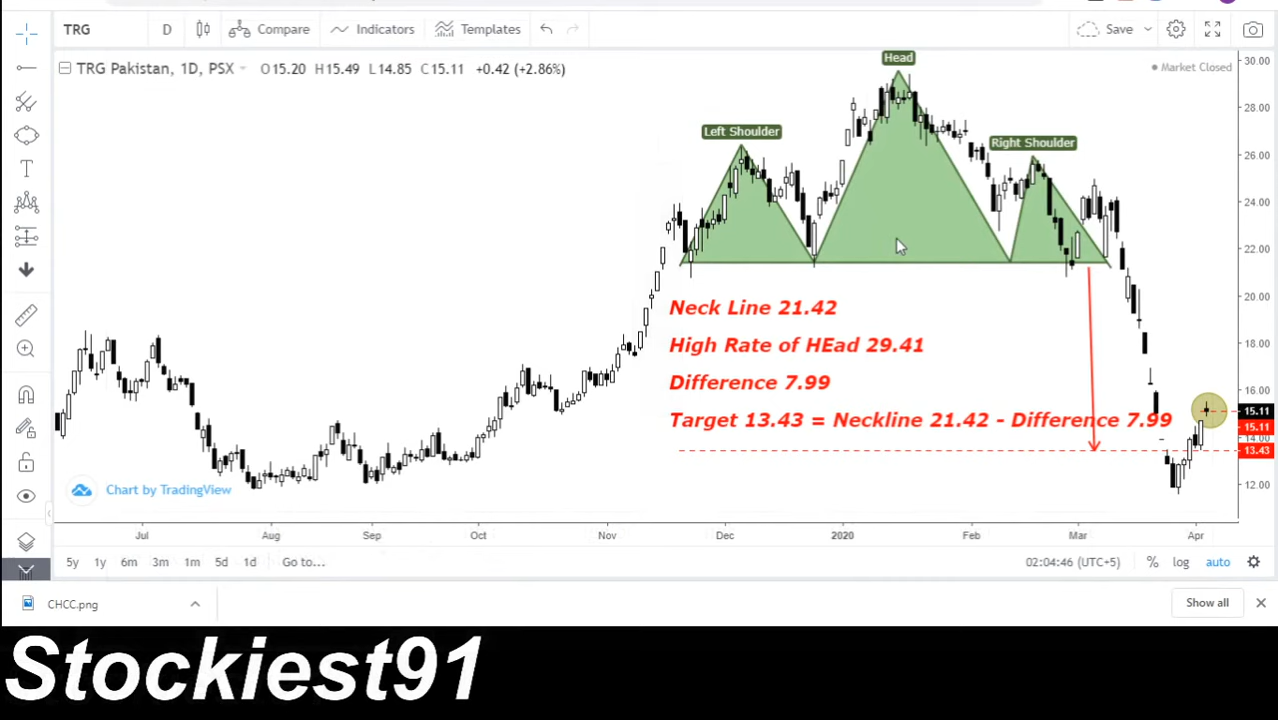 TRG D Compare Indicators Templates Save
TRG Pakistan, 1D, PSX O15.20 H15.49 L14.85 C15.11 +0.42 (+2.86%)
Market Closed
Head
Left Shoulder
Right Shoulder
30.00
28.00
26.00
24.00
22.00
20.00
18.00
16.00
15.11
15.11
14.00
13.43
12.00
Neck Line 21.42
High Rate of HEad 29.41
Difference 7.99
Target 13.43 = Neckline 21.42 - Difference 7.99
Chart by TradingView
Jul Aug Sep Oct Nov Dec 2020 Feb Mar Apr
5y 1y 6m 3m 1m 5d 1d Go to... 02:04:46 (UTC+5) % log auto
CHCC.png Show all
Stockiest91